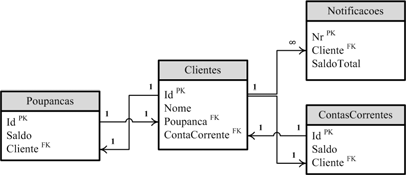 Notificacoes
Nr PK
Cliente FK
SaldoTotal
∞
Clientes
Id PK
Nome
Poupanca FK
ContaCorrente FK
1
1
Poupancas
Id PK
Saldo
Cliente FK
1
1
1
ContasCorrentes
Id PK
Saldo
Cliente FK
1
1
1